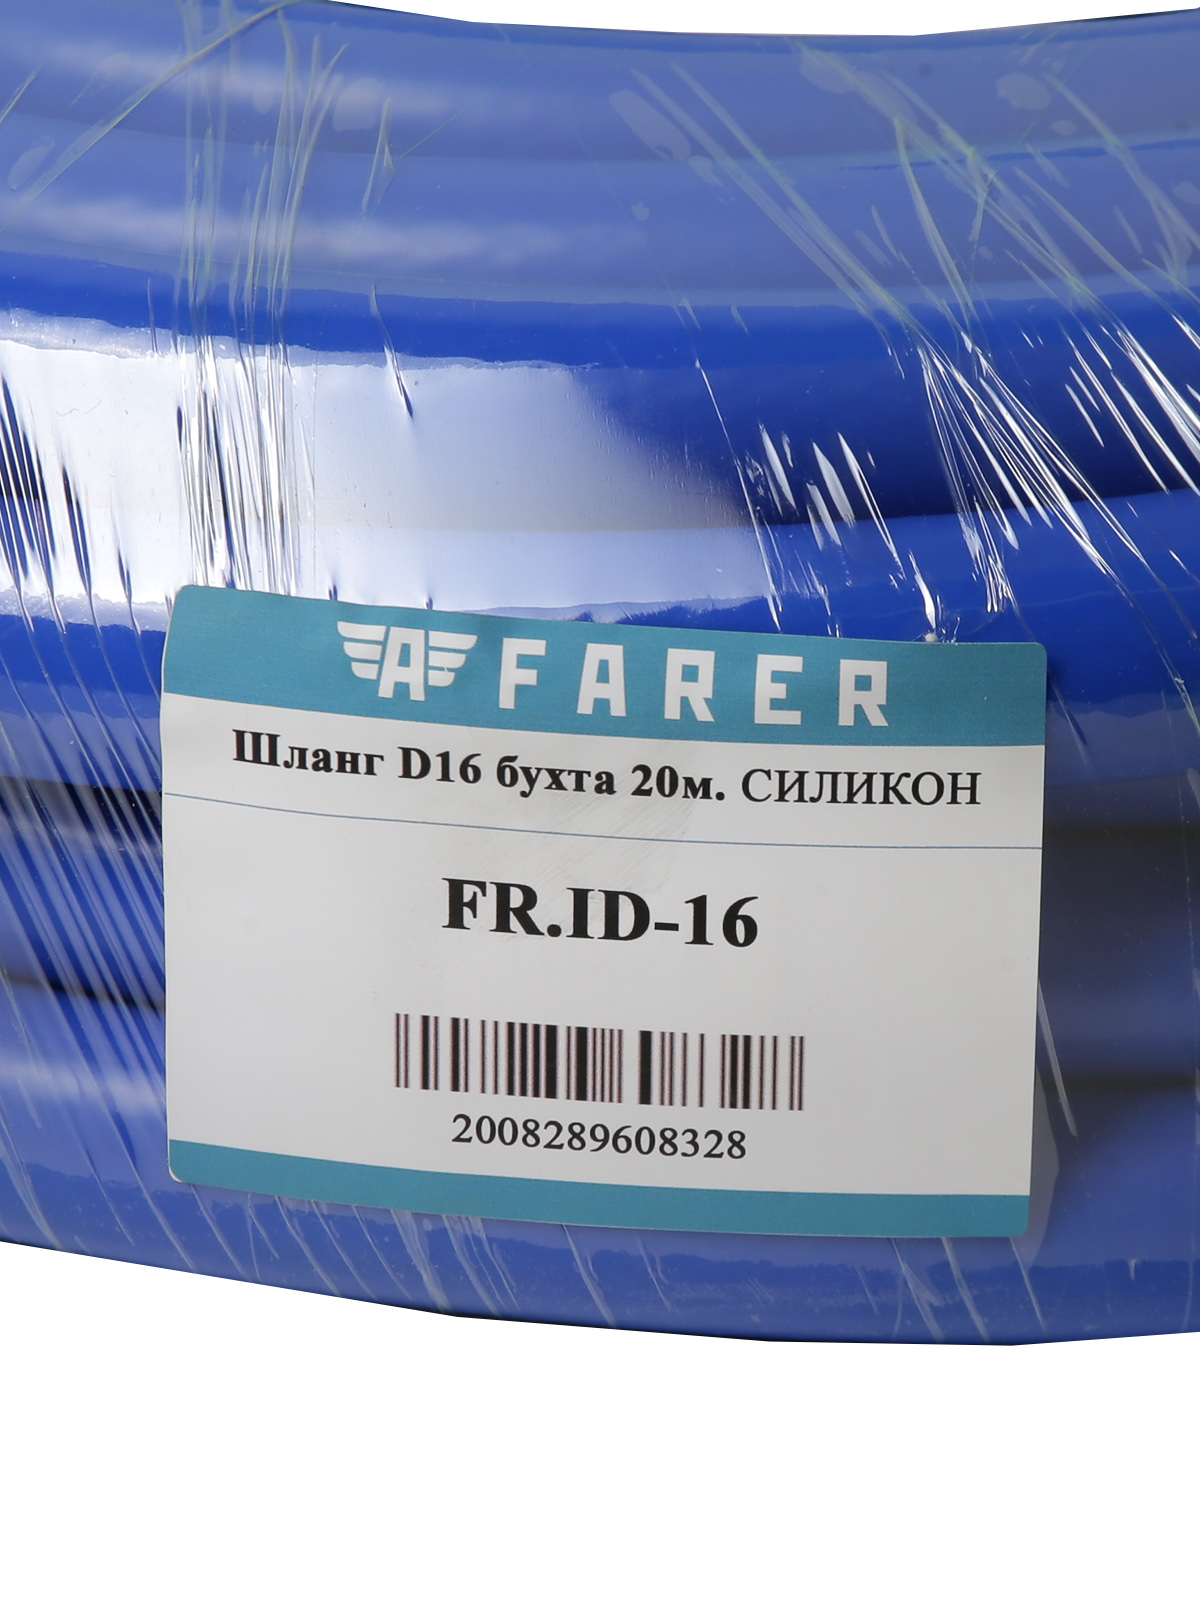 A FARER
Шланг D16 бухта 20м. СИЛИКОН
FR.ID-16
2008289608328